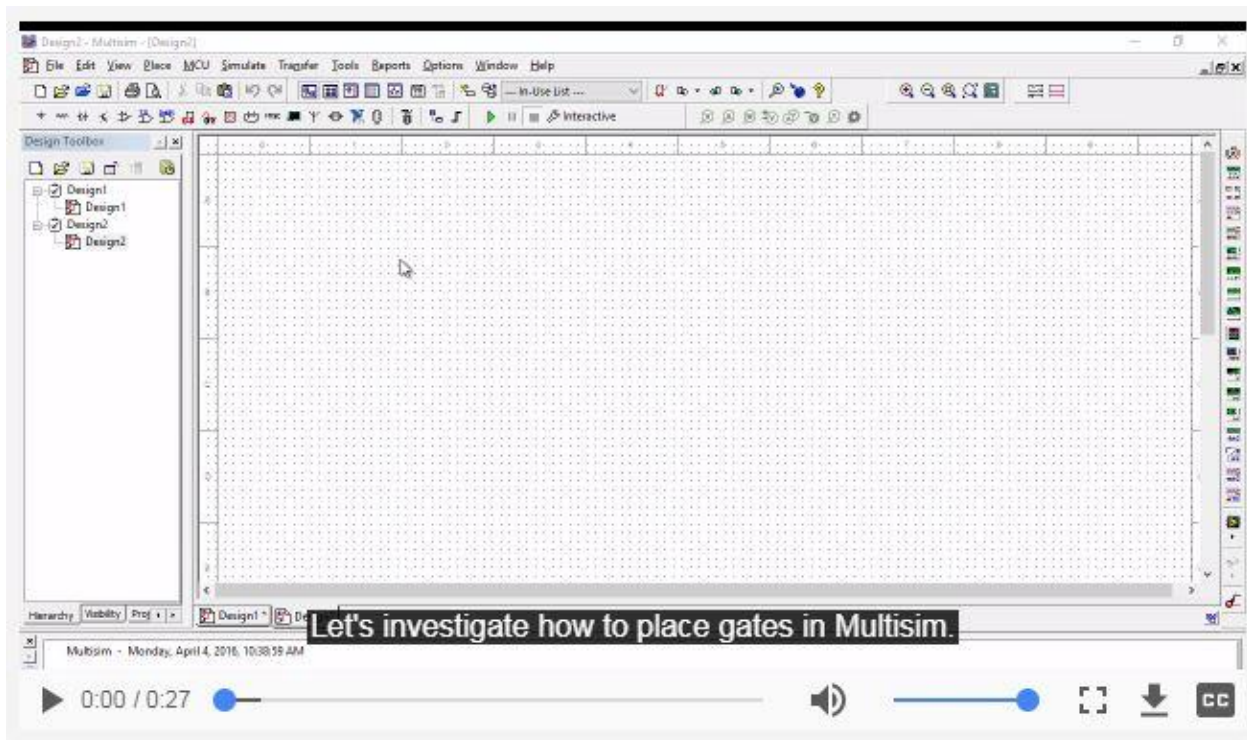 Design2 - Multisim - [Design2]
File Edit View Place MCU Simulate Transfer Tools Reports Options Window Help
--- In-Use List ---
Interactive
Design Toolbox
Design1
Design1
Design2
Design2
Hierarchy Visibility Proj
Design1 *
Let's investigate how to place gates in Multisim.
Multisim - Monday, April 4, 2016, 10:38:59 AM
0:00 / 0:27
CC